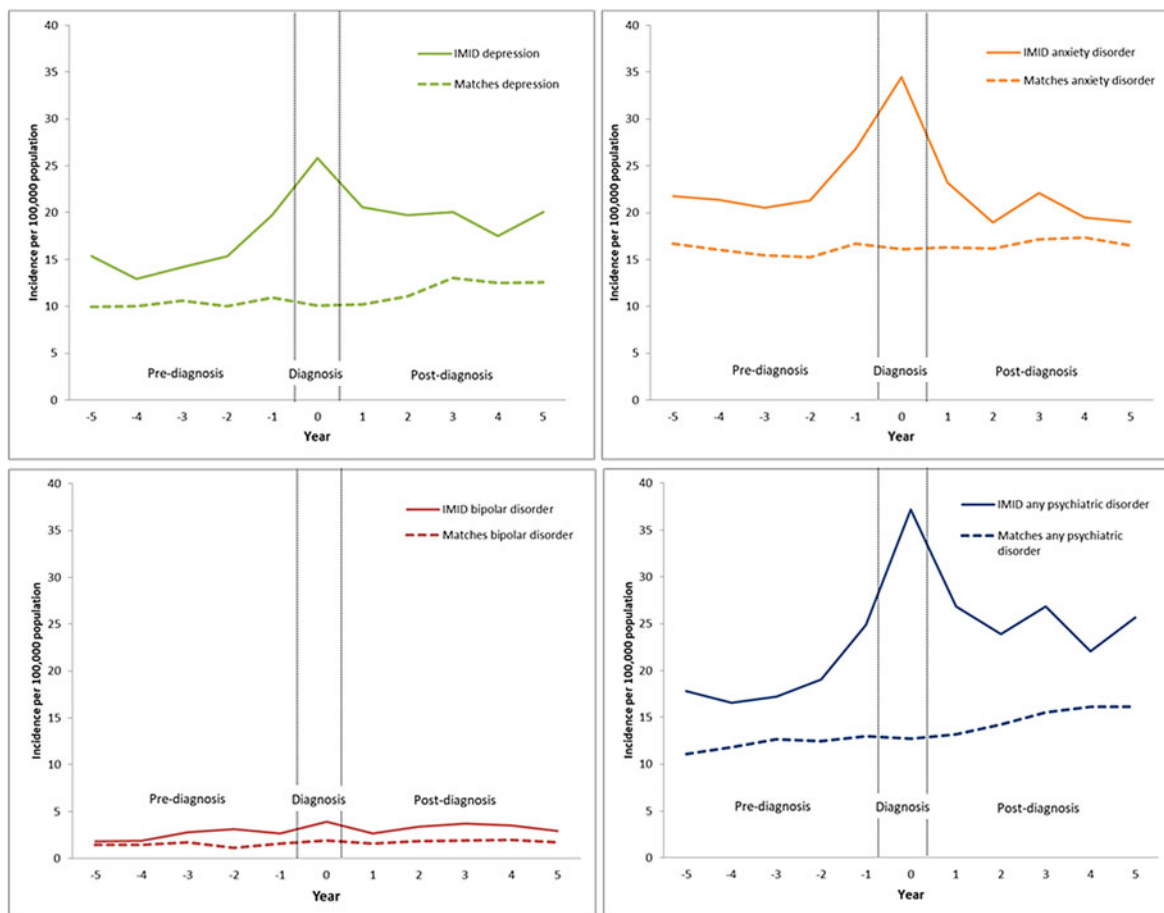 40
35
30
25
20
15
10
5
0
Incidence per 100,000 population
IMID depression
Matches depression
Pre-diagnosis Diagnosis Post-diagnosis
-5 -4 -3 -2 -1 0 1 2 3 4 5
Year
40
35
30
25
20
15
10
5
0
Incidence per 100,000 population
IMID anxiety disorder
Matches anxiety disorder
Pre-diagnosis Diagnosis Post-diagnosis
-5 -4 -3 -2 -1 0 1 2 3 4 5
Year
40
35
30
25
20
15
10
5
0
Incidence per 100,000 population
IMID bipolar disorder
Matches bipolar disorder
Pre-diagnosis Diagnosis Post-diagnosis
-5 -4 -3 -2 -1 0 1 2 3 4 5
Year
40
35
30
25
20
15
10
5
0
Incidence per 100,000 population
IMID any psychiatric disorder
Matches any psychiatric
disorder
Pre-diagnosis Diagnosis Post-diagnosis
-5 -4 -3 -2 -1 0 1 2 3 4 5
Year